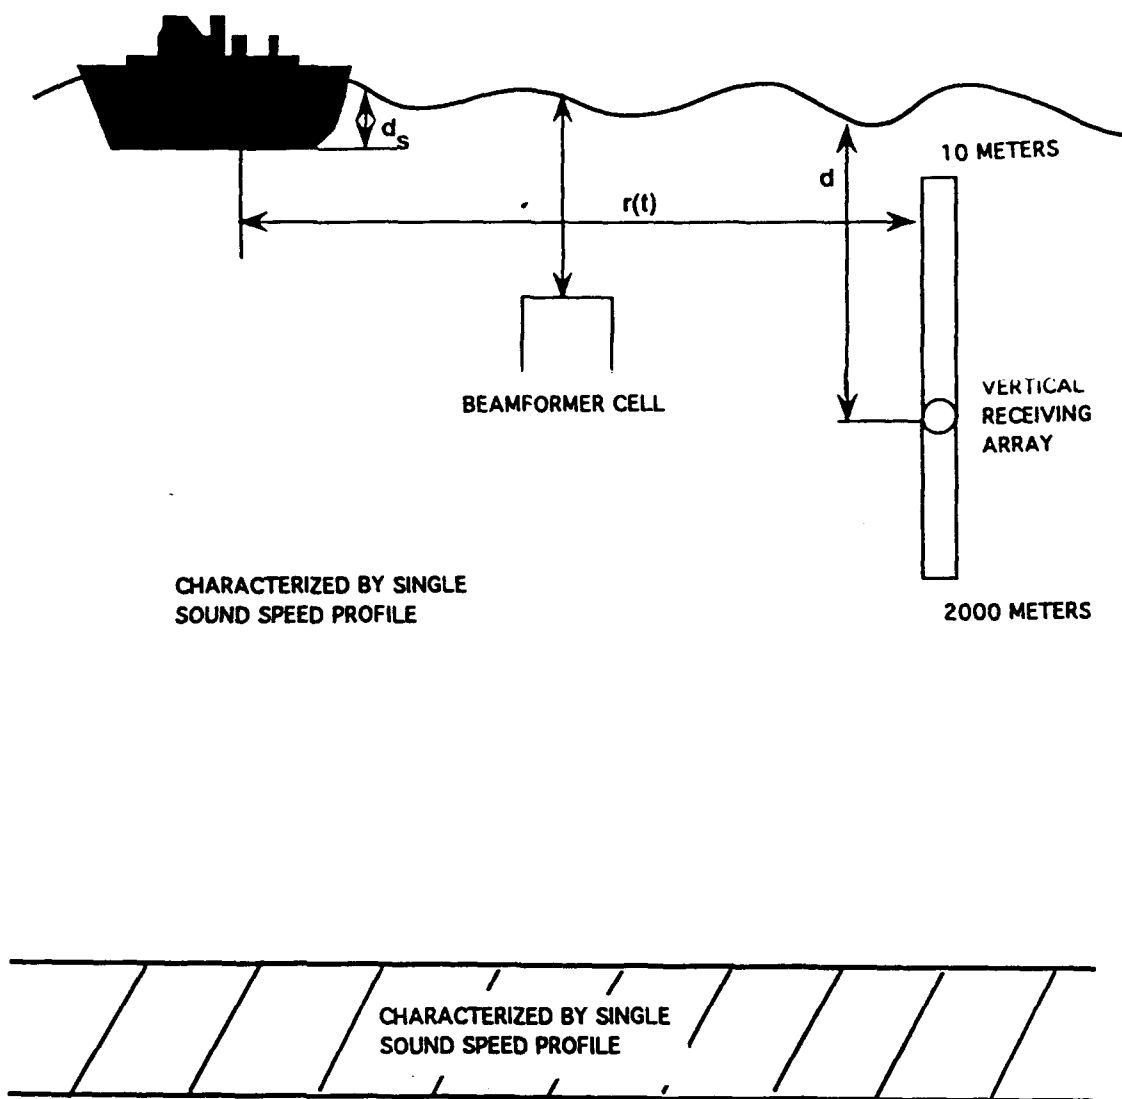 d_s
10 METERS
d
r(t)
VERTICAL
RECEIVING
ARRAY
BEAMFORMER CELL
CHARACTERIZED BY SINGLE
SOUND SPEED PROFILE
2000 METERS
CHARACTERIZED BY SINGLE
SOUND SPEED PROFILE